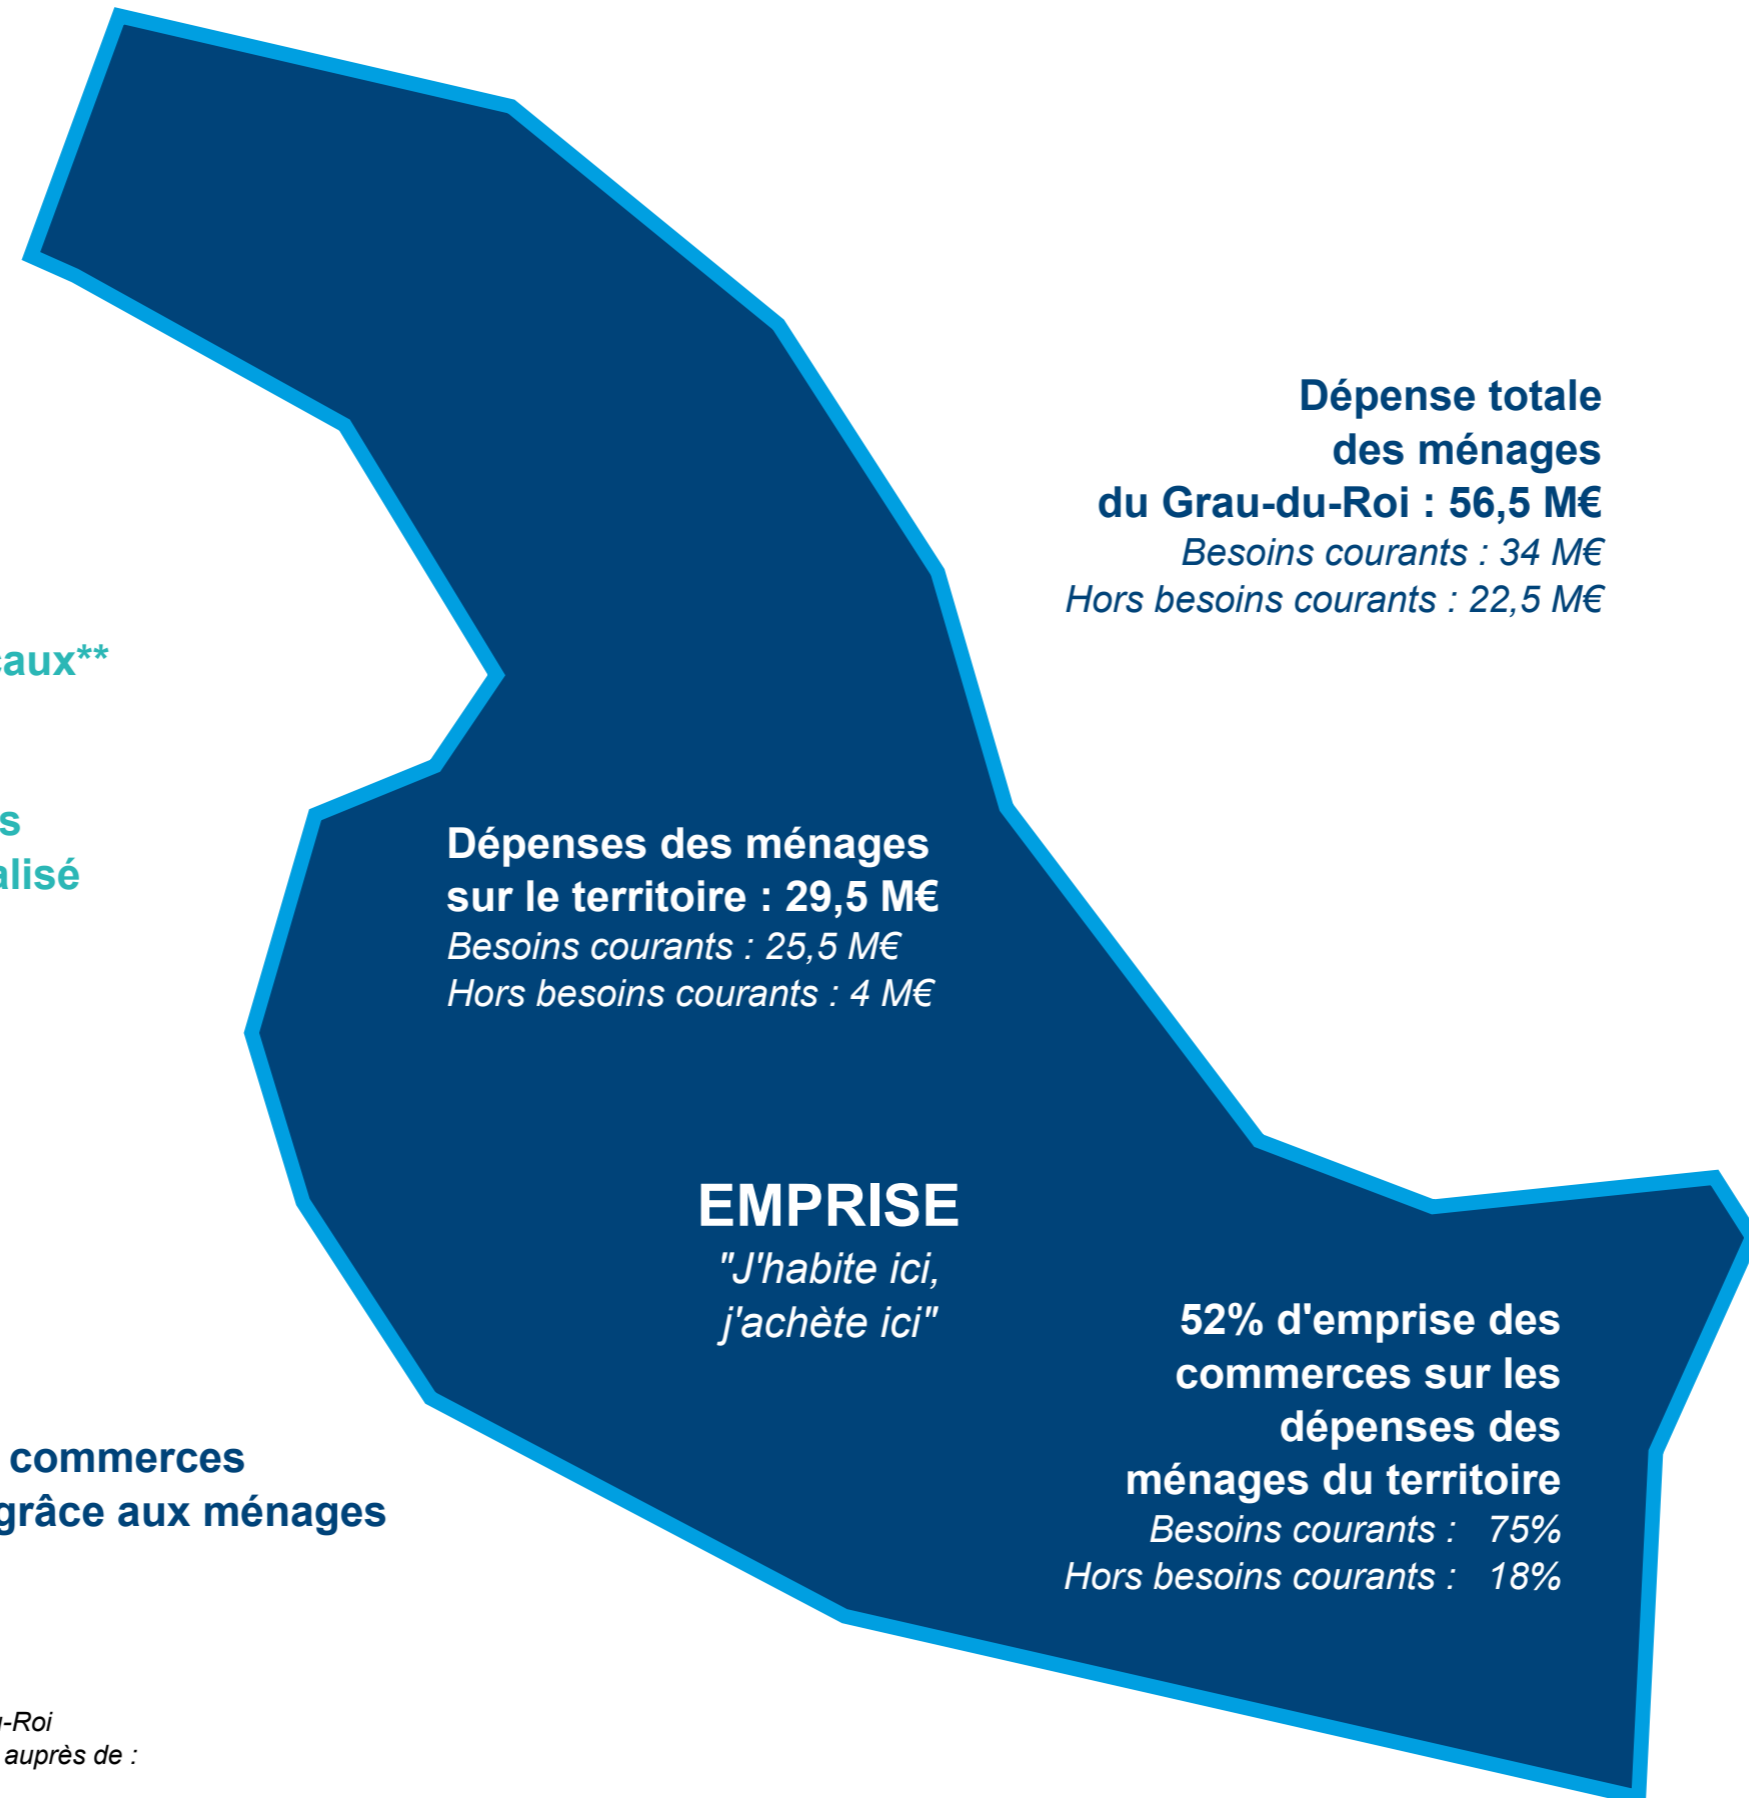 Dépense totale
des ménages
du Grau-du-Roi : 56,5 M€
Besoins courants : 34 M€
Hors besoins courants : 22,5 M€
Dépenses des ménages
sur le territoire : 29,5 M€
Besoins courants : 25,5 M€
Hors besoins courants : 4 M€
EMPRISE
"J'habite ici,
j'achète ici"
52% d'emprise des
commerces sur les
dépenses des
ménages du territoire
Besoins courants : 75%
Hors besoins courants : 18%
commerces
grâce aux ménages
-Roi
auprès de :